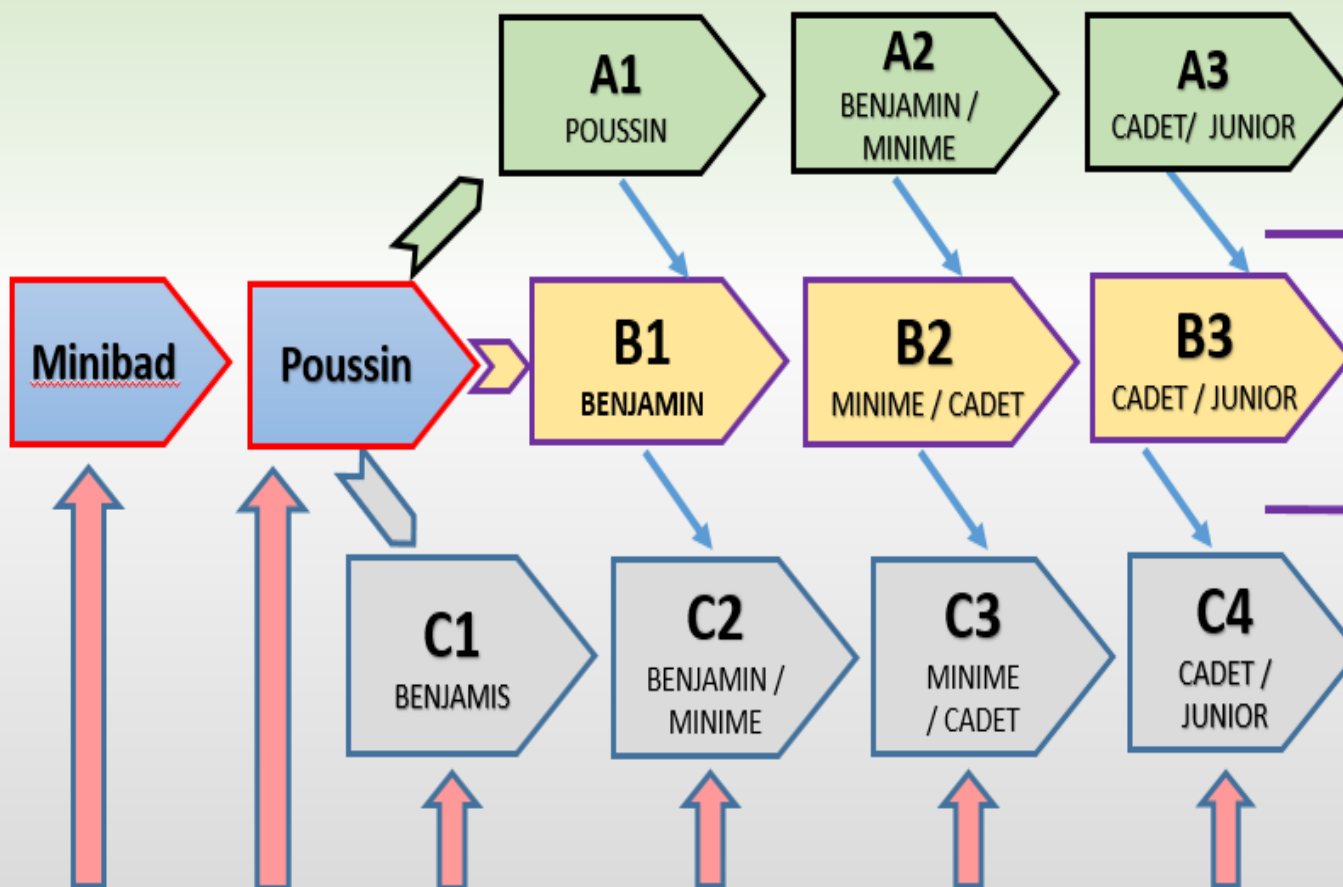 A1
POUSSIN
A2
BENJAMIN /
MINIME
A3
CADET/ JUNIOR
Minibad
Poussin
B1
BENJAMIN
B2
MINIME / CADET
B3
CADET / JUNIOR
C1
BENJAMIS
C2
BENJAMIN /
MINIME
C3
MINIME
/ CADET
C4
CADET /
JUNIOR